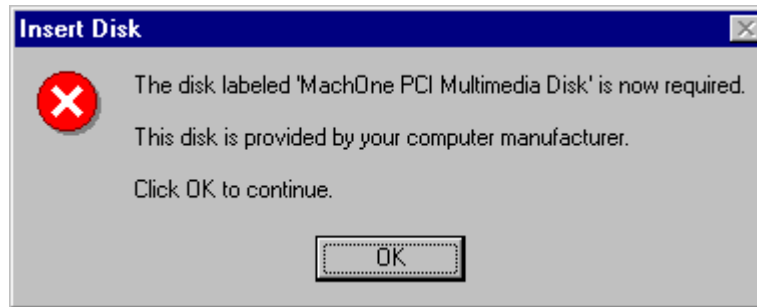 Insert Disk
The disk labeled 'MachOne PCI Multimedia Disk' is now required.
This disk is provided by your computer manufacturer.
Click OK to continue.
OK